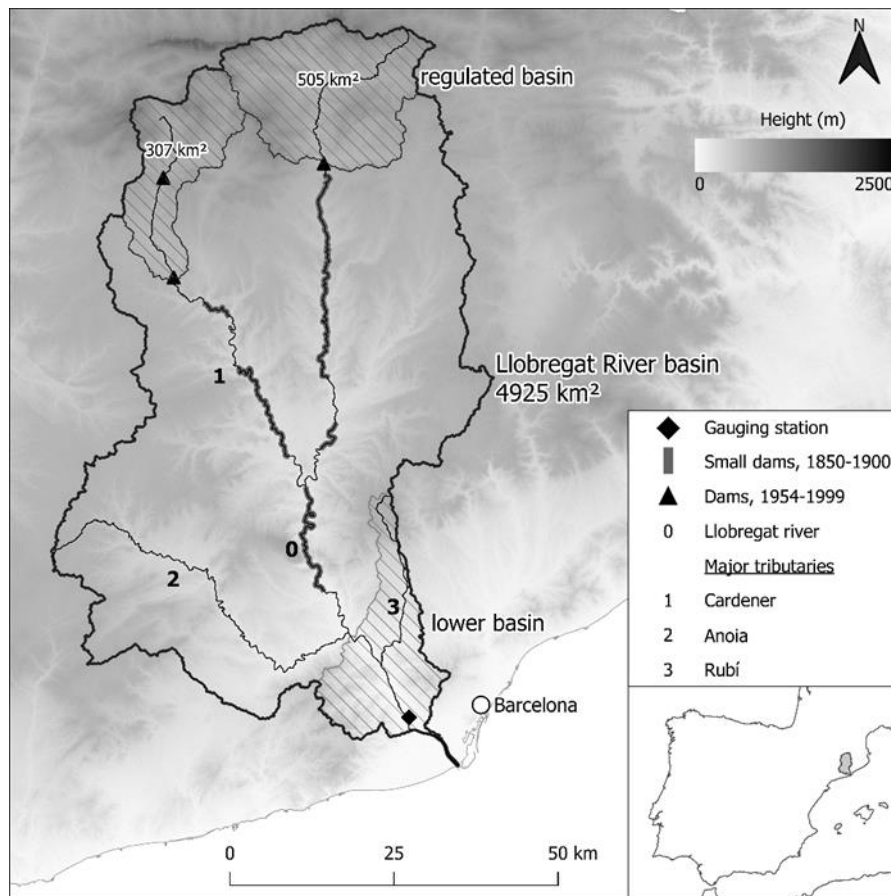 N
505 km²
regulated basin
Height (m)
307 km²
0
2500
Llobregat River basin
4925 km²
1
Gauging station
Small dams, 1850-1900
Dams, 1954-1999
0 Llobregat river
Major tributaries
1 Cardener
2 Anoia
3 Rubí
0
2
3
lower basin
Barcelona
0
25
50 km